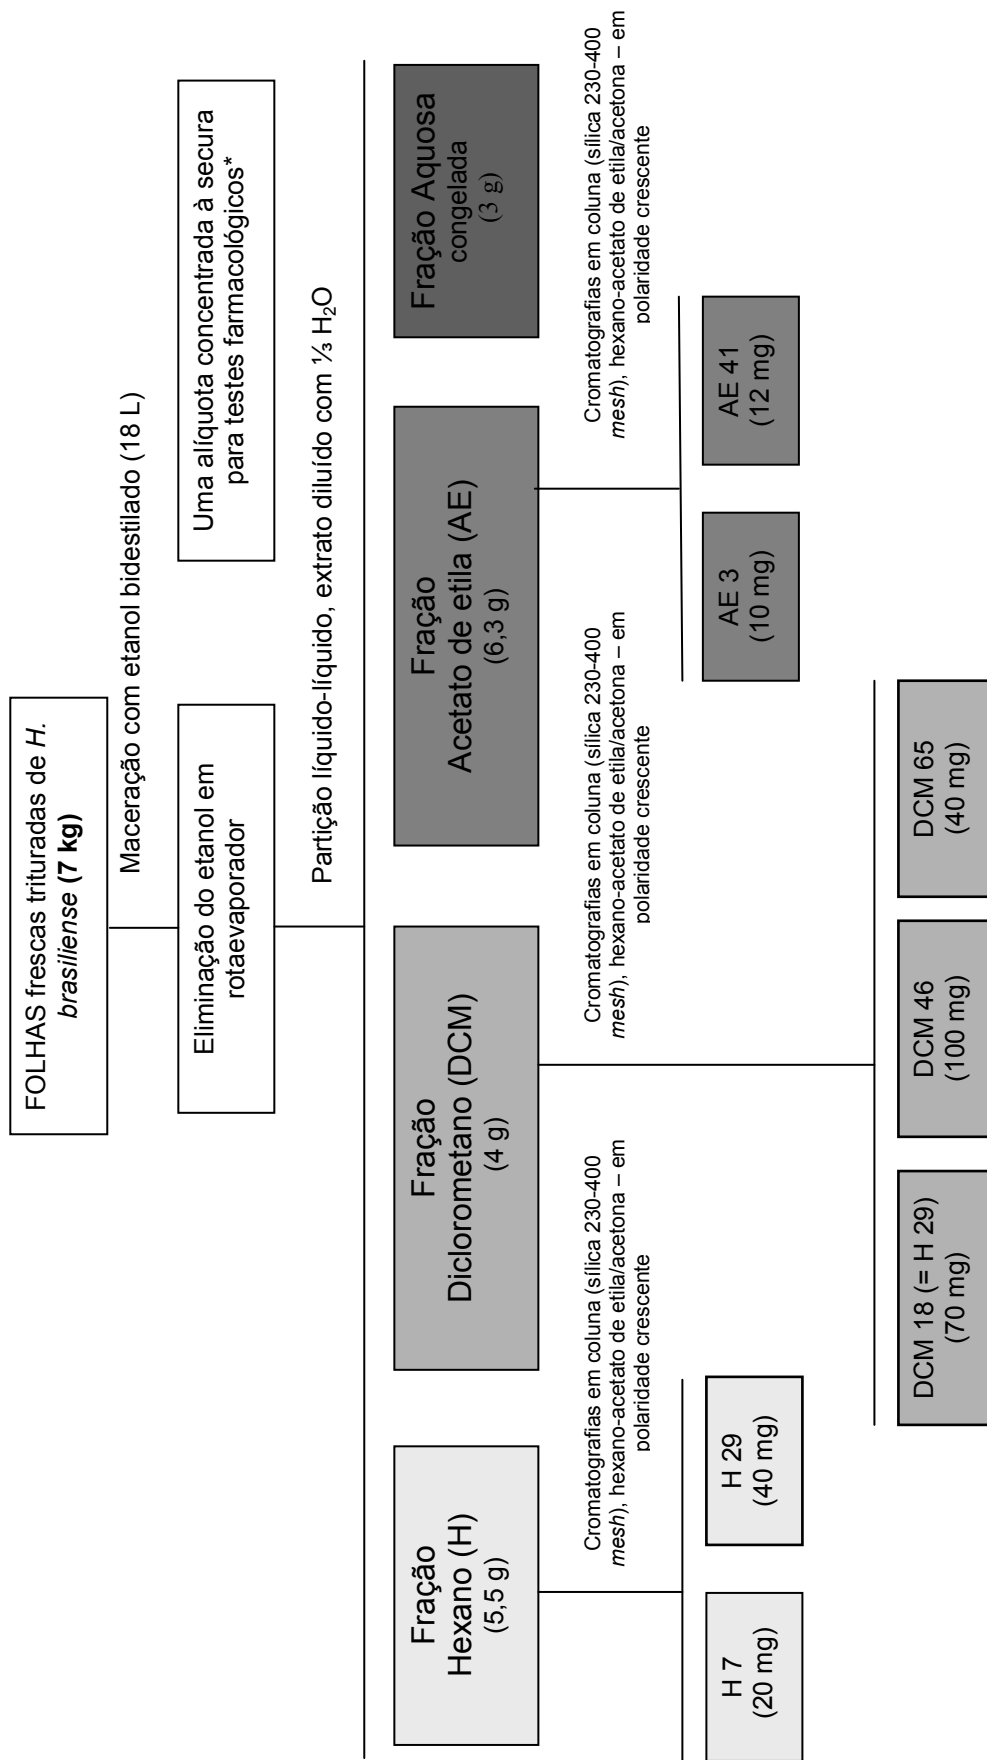 FOLHAS frescas trituradas de H.
brasiliense (7 kg)
Maceração com etanol bidestilado (18 L)
Eliminação do etanol em
rotaevaporador
Uma alíquota concentrada à secura
para testes farmacológicos*
Partição líquido-líquido, extrato diluído com ⅓ H₂O
Fração
Hexano (H)
(5,5 g)
Fração
Diclorometano (DCM)
(4 g)
Fração
Acetato de etila (AE)
(6,3 g)
Fração Aquosa
congelada
(3 g)
Cromatografias em coluna (sílica 230-400
mesh), hexano-acetato de etila/acetona – em
polaridade crescente
Cromatografias em coluna (sílica 230-400
mesh), hexano-acetato de etila/acetona – em
polaridade crescente
Cromatografias em coluna (sílica 230-400
mesh), hexano-acetato de etila/acetona – em
polaridade crescente
H 7
(20 mg)
H 29
(40 mg)
AE 3
(10 mg)
AE 41
(12 mg)
DCM 18 (= H 29)
(70 mg)
DCM 46
(100 mg)
DCM 65
(40 mg)